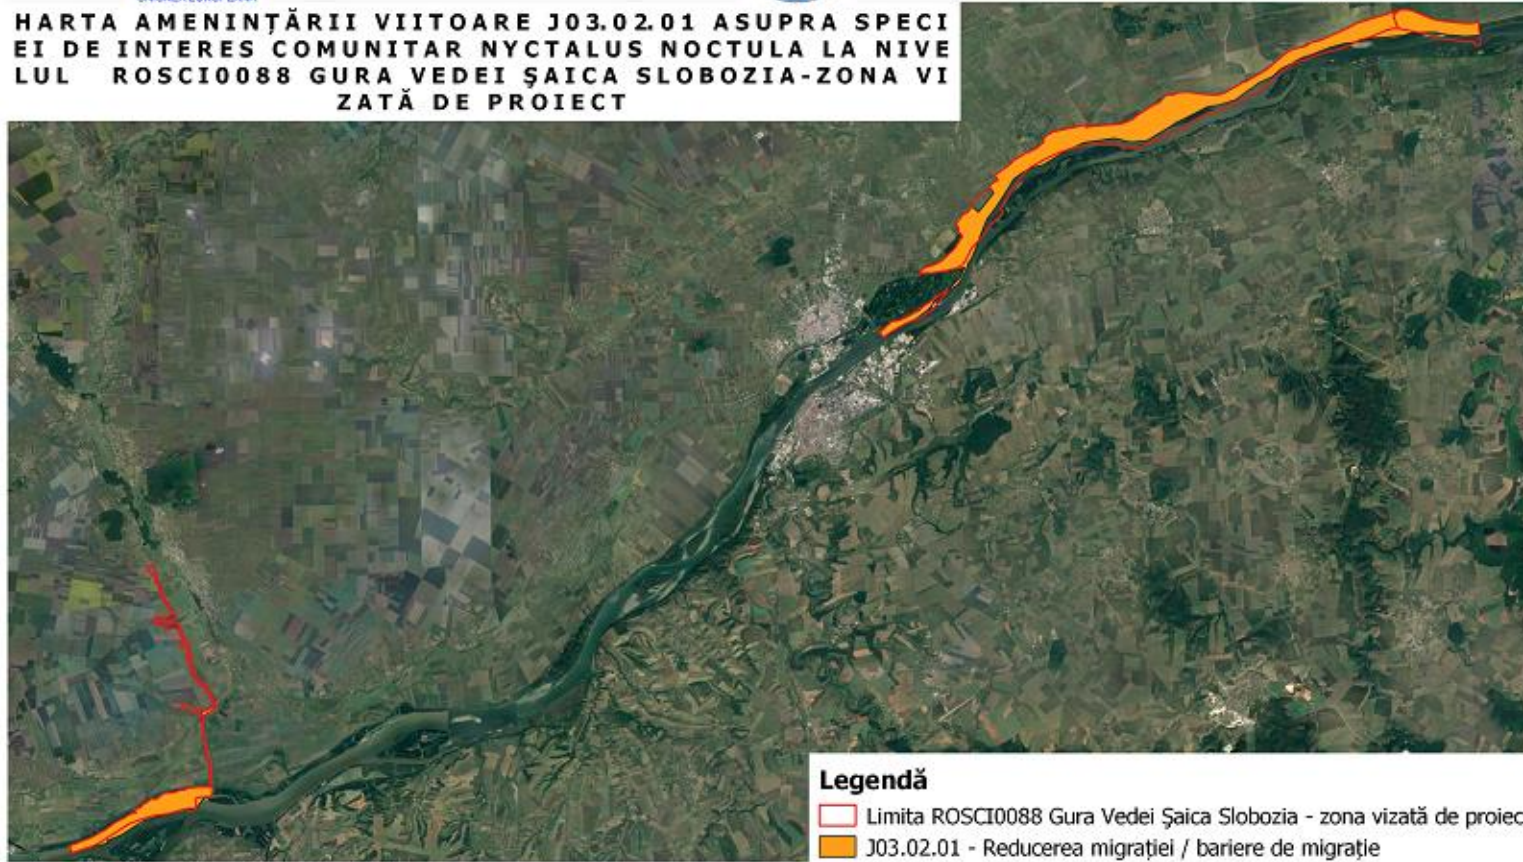 HARTA AMENINȚĂRII VIITOARE J03.02.01 ASUPRA SPECI
EI DE INTERES COMUNITAR NYCTALUS NOCTULA LA NIVE
LUL ROSCI0088 GURA VEDEI ŞAICA SLOBOZIA-ZONA VI
ZATĂ DE PROIECT
Legendă
Limita ROSCI0088 Gura Vedei Şaica Slobozia - zona vizată de proiec
J03.02.01 - Reducerea migrației / bariere de migrație